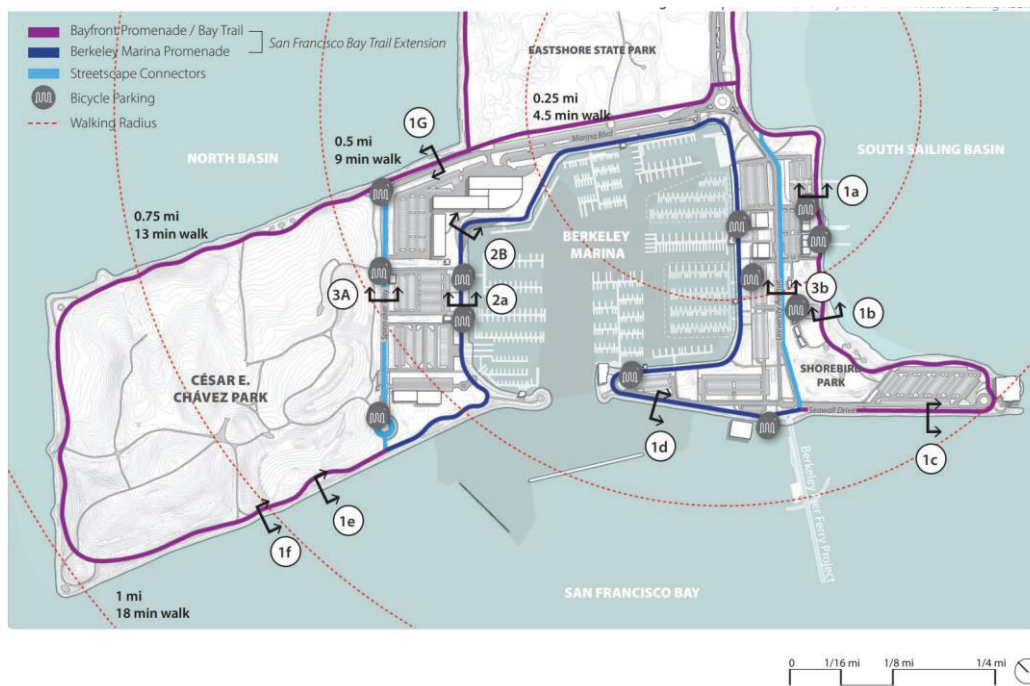 Bayfront Promenade / Bay Trail
Berkeley Marina Promenade
San Francisco Bay Trail Extension
Streetscape Connectors
Bicycle Parking
Walking Radius
EASTSHORE STATE PARK
0.25 mi
4.5 min walk
0.5 mi
9 min walk
1G
Marina Blvd
NORTH BASIN
SOUTH SAILING BASIN
1a
0.75 mi
13 min walk
2B
BERKELEY
MARINA
3A
2a
3b
1b
CÉSAR E.
CHÁVEZ PARK
SHOREBIRD
PARK
Seawall Drive
1d
1c
1e
1f
Berkeley Pier Ferry Project
1 mi
18 min walk
SAN FRANCISCO BAY
0
1/16 mi
1/8 mi
1/4 mi